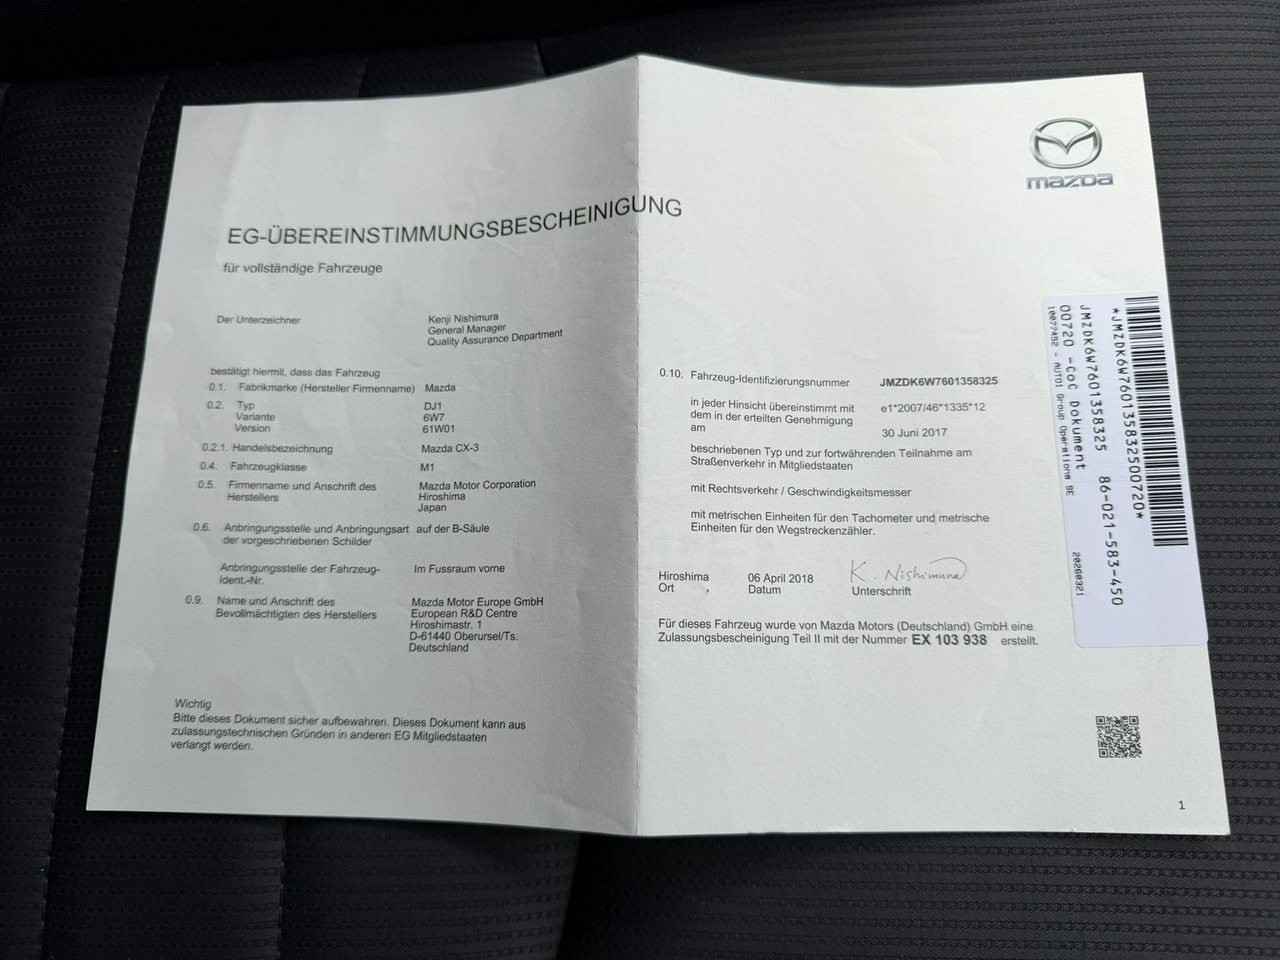 EG-ÜBEREINSTIMMUNGSBESCHEINIGUNG
für vollständige Fahrzeuge
Der Unterzeichner Kenji Nishimura
General Manager
Quality Assurance Department
bestätigt hiermit, dass das Fahrzeug
0.1. Fabrikmarke (Hersteller Firmenname) Mazda
0.2. Typ DJ1
Variante 6W7
Version 61W01
0.2.1. Handelsbezeichnung Mazda CX-3
0.4. Fahrzeugklasse M1
0.5. Firmenname und Anschrift des Mazda Motor Corporation
Herstellers Hiroshima
Japan
0.6. Anbringungsstelle und Anbringungsart auf der B-Säule
der vorgeschriebenen Schilder
Anbringungsstelle der Fahrzeug- Im Fussraum vorne
Ident.-Nr.
0.9. Name und Anschrift des Mazda Motor Europe GmbH
Bevollmächtigten des Herstellers European R&D Centre
Hiroshimastr. 1
D-61440 Oberursel/Ts.
Deutschland
Wichtig
Bitte dieses Dokument sicher aufbewahren. Dieses Dokument kann aus
zulassungstechnischen Gründen in anderen EG Mitgliedstaaten
verlangt werden.
mazda
0.10. Fahrzeug-Identifizierungsnummer JMZDK6W7601358325
in jeder Hinsicht übereinstimmt mit e1*2007/46*1335*12
dem in der erteilten Genehmigung
am 30 Juni 2017
beschriebenen Typ und zur fortwährenden Teilnahme am
Straßenverkehr in Mitgliedstaaten
mit Rechtsverkehr / Geschwindigkeitsmesser
mit metrischen Einheiten für den Tachometer und metrische
Einheiten für den Wegstreckenzähler.
K. Nishimura
Hiroshima 06 April 2018
Ort Datum Unterschrift
Für dieses Fahrzeug wurde von Mazda Motors (Deutschland) GmbH eine
Zulassungsbescheinigung Teil II mit der Nummer EX 103 938 erstellt.
1
*JMZDK6W760135832500720*
JMZDK6W7601358325 86-021-583-450
00720 -CoC Dokument
10077452 - AUTO1 Group Operations SE 20260321